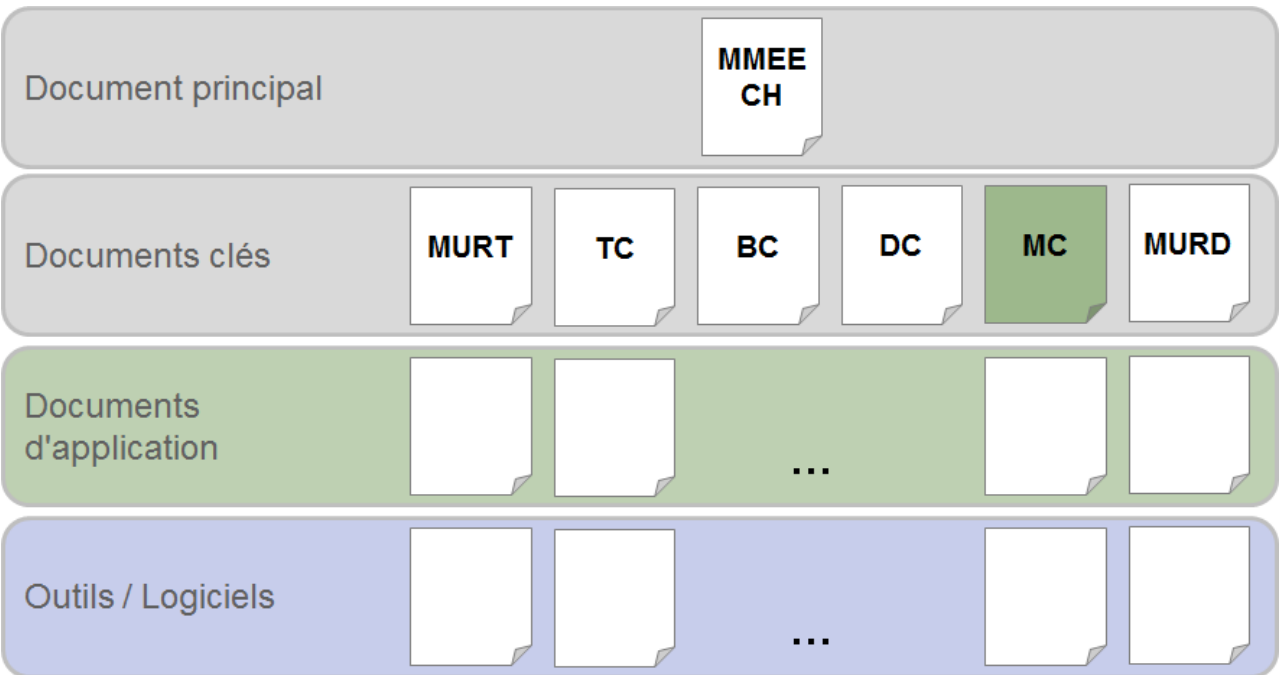 Document principal
MMEE
CH
Documents clés
MURT
TC
BC
DC
MC
MURD
Documents
d'application
...
Outils / Logiciels
...